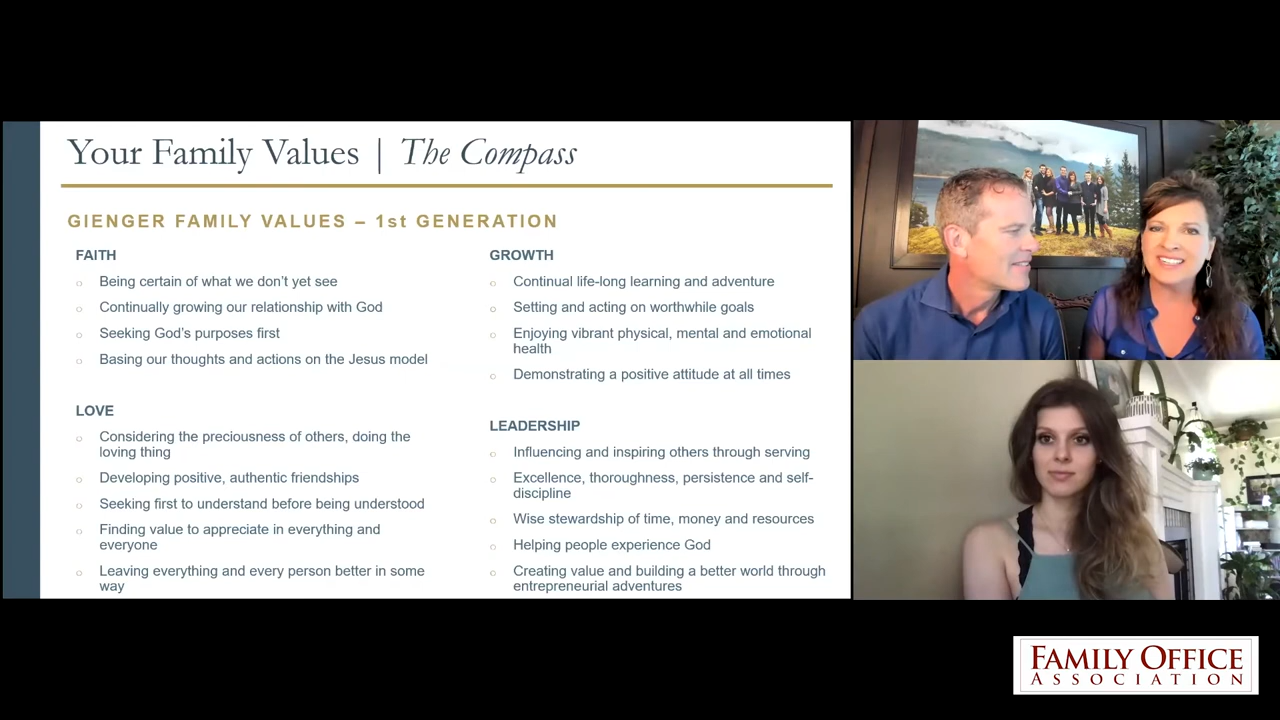 Your Family Values | The Compass
GIENGER FAMILY VALUES – 1st GENERATION
FAITH
Being certain of what we don't yet see
Continually growing our relationship with God
Seeking God's purposes first
Basing our thoughts and actions on the Jesus model
LOVE
Considering the preciousness of others, doing the
loving thing
Developing positive, authentic friendships
Seeking first to understand before being understood
Finding value to appreciate in everything and
everyone
Leaving everything and every person better in some
way
GROWTH
Continual life-long learning and adventure
Setting and acting on worthwhile goals
Enjoying vibrant physical, mental and emotional
health
Demonstrating a positive attitude at all times
LEADERSHIP
Influencing and inspiring others through serving
Excellence, thoroughness, persistence and self-
discipline
Wise stewardship of time, money and resources
Helping people experience God
Creating value and building a better world through
entrepreneurial adventures
FAMILY OFFICE
ASSOCIATION